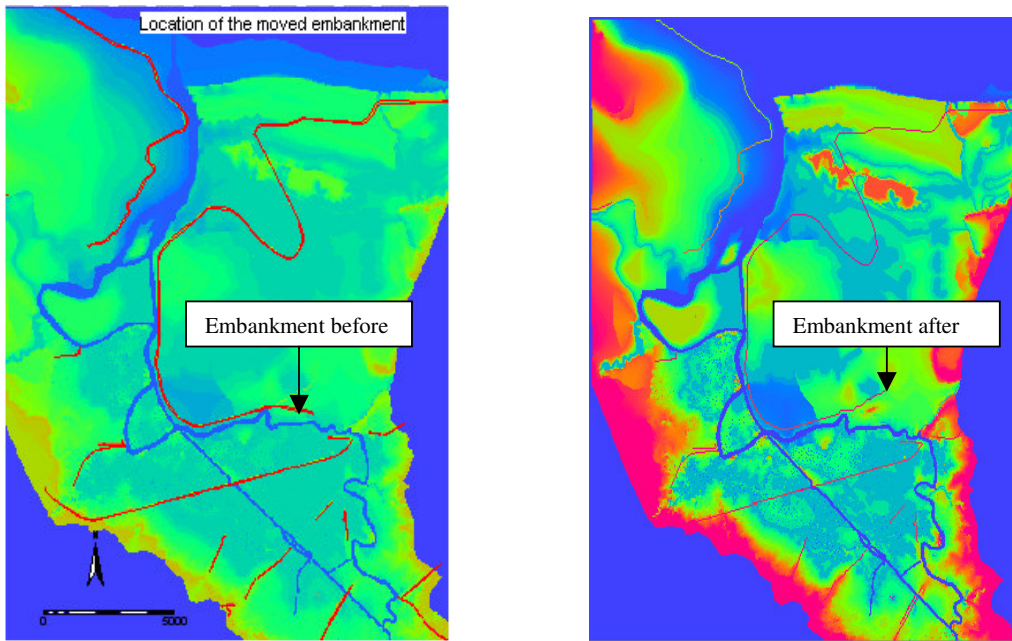 Location of the moved embankment
Embankment before
Embankment after
0 5000